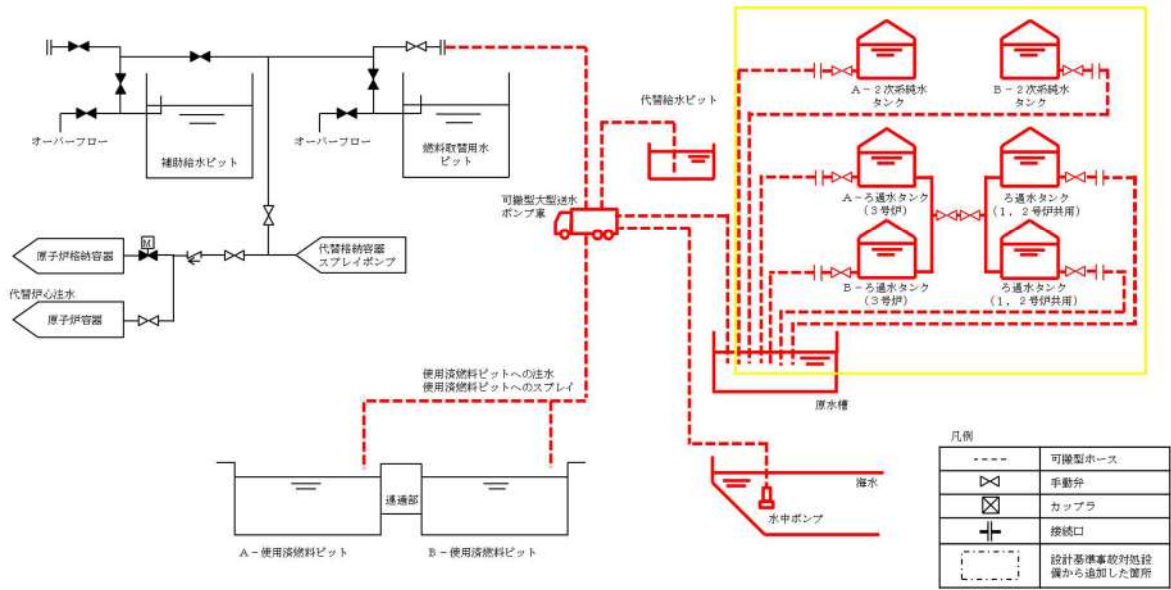 オーバーフロー
補助給水ピット
オーバーフロー
燃料取替用水
ピット
代替給水ピット
可搬型大型送水
ポンプ車
A-2次系純水
タンク
B-2次系純水
タンク
A-ろ過水タンク
(3号炉)
ろ過水タンク
(1,2号炉共用)
B-ろ過水タンク
(3号炉)
ろ過水タンク
(1,2号炉共用)
M
原子炉格納容器
代替格納容器
スプレイポンプ
代替炉心注水
原子炉容器
使用済燃料ピットへの注水
使用済燃料ピットへのスプレイ
原水槽
連通部
A-使用済燃料ピット
B-使用済燃料ピット
海水
水中ポンプ
凡例
可搬型ホース
手動弁
カップラ
接続口
設計基準事故対処設
備から追加した箇所